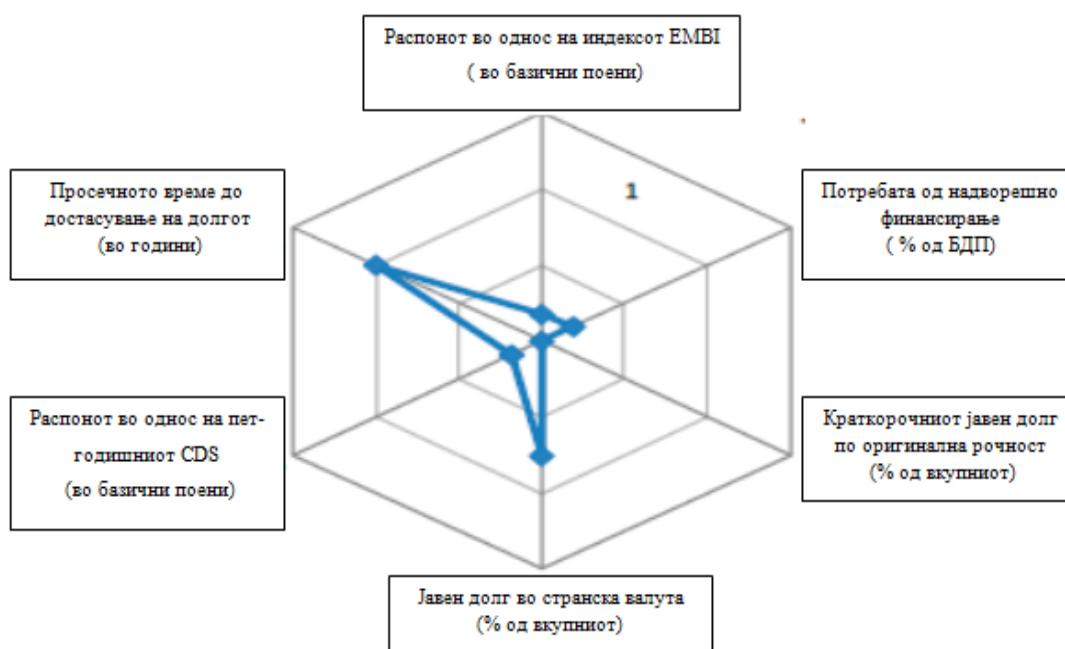 Распонот во однос на индексот EMBI
( во базични поени)
1
Просечното време до
достасување на долгот
(во години)
Потребата од надворешно
финансирање
( % од БДП)
Распонот во однос на пет-
годишниот CDS
(во базични поени)
Краткорочниот јавен долг
по оригинална рочност
(% од вкупниот)
Јавен долг во странска валута
(% од вкупниот)